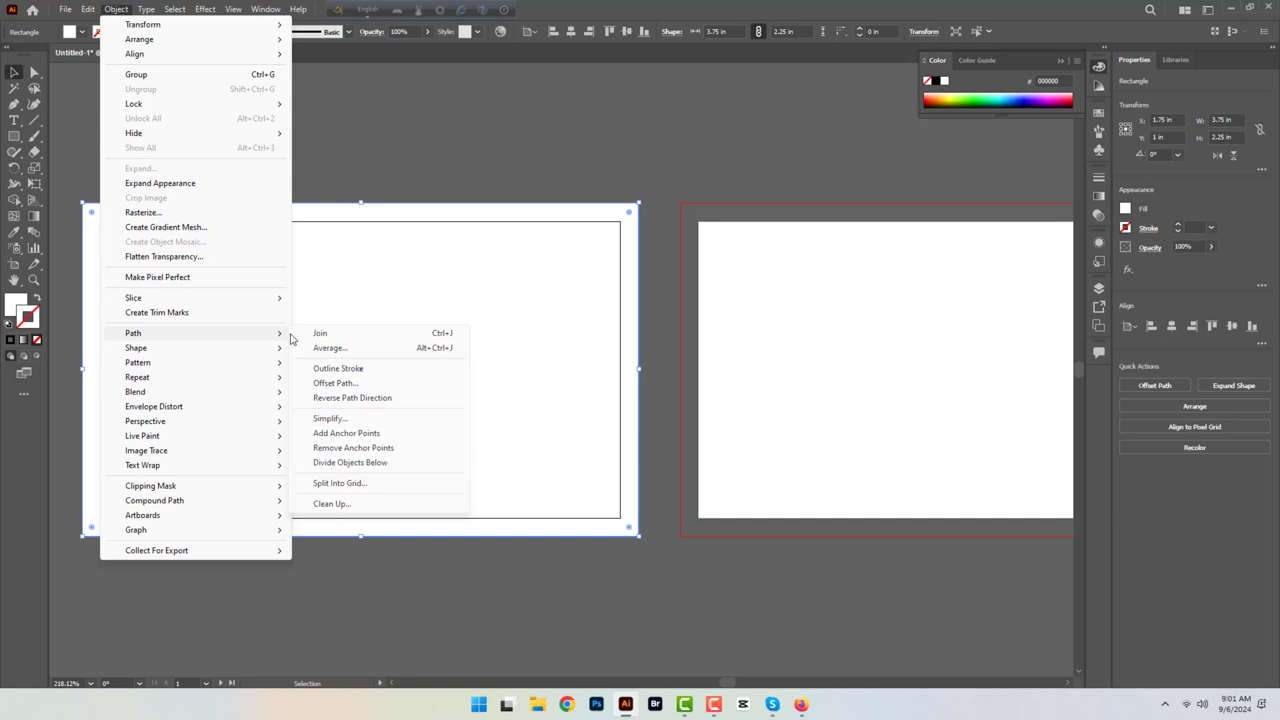 File Edit Object Type Select Effect View Window Help
English
Rectangle
Basic
Opacity: 100%
Style:
Shape:
3.75 in
2.25 in
0 in
Transform
Untitled-1* @
Transform
Arrange
Align
Group Ctrl+G
Ungroup Shift+Ctrl+G
Lock
Unlock All Alt+Ctrl+2
Hide
Show All Alt+Ctrl+3
Expand...
Expand Appearance
Crop Image
Rasterize...
Create Gradient Mesh...
Create Object Mosaic...
Flatten Transparency...
Make Pixel Perfect
Slice
Create Trim Marks
Path
Shape
Pattern
Repeat
Blend
Envelope Distort
Perspective
Live Paint
Image Trace
Text Wrap
Clipping Mask
Compound Path
Artboards
Graph
Collect For Export
Join Ctrl+J
Average... Alt+Ctrl+J
Outline Stroke
Offset Path...
Reverse Path Direction
Simplify...
Add Anchor Points
Remove Anchor Points
Divide Objects Below
Split Into Grid...
Clean Up...
Color Color Guide
# 000000
Properties Libraries
Rectangle
Transform
X: 1.75 in W: 3.75 in
Y: 1 in H: 2.25 in
0°
Appearance
Fill
Stroke
Opacity 100%
fx
Align
Quick Actions
Offset Path Expand Shape
Arrange
Align to Pixel Grid
Recolor
218.12% 0° 1 Selection
Ps Ai Br
9:01 AM
9/6/2024